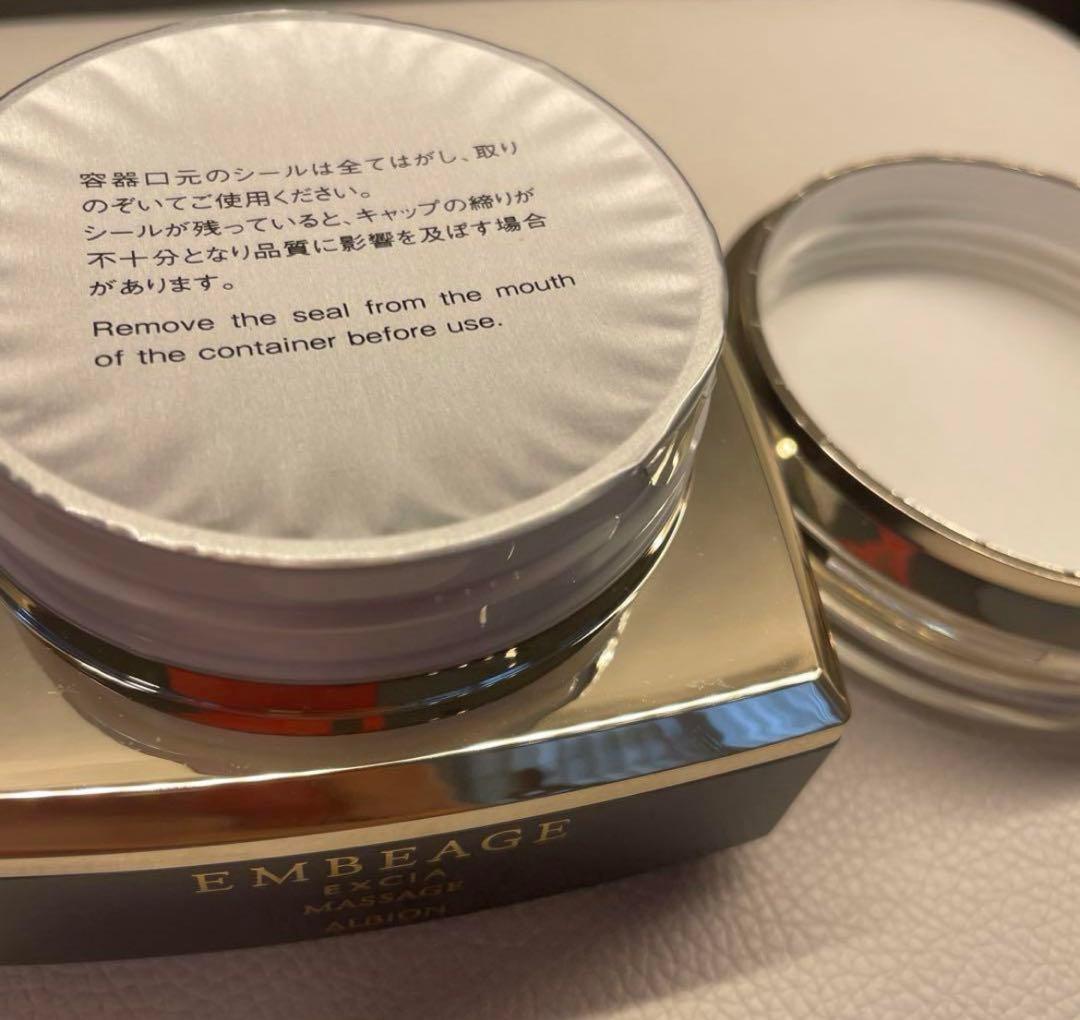 容器口元のシールは全てはがし、取り
のぞいてご使用ください。
シールが残っていると、キャップの締りが
不十分となり品質に影響を及ぼす場合
があります。
Remove the seal from the mouth
of the container before use.
EMBEAGE
EXCIA
MASSAGE
ALBION